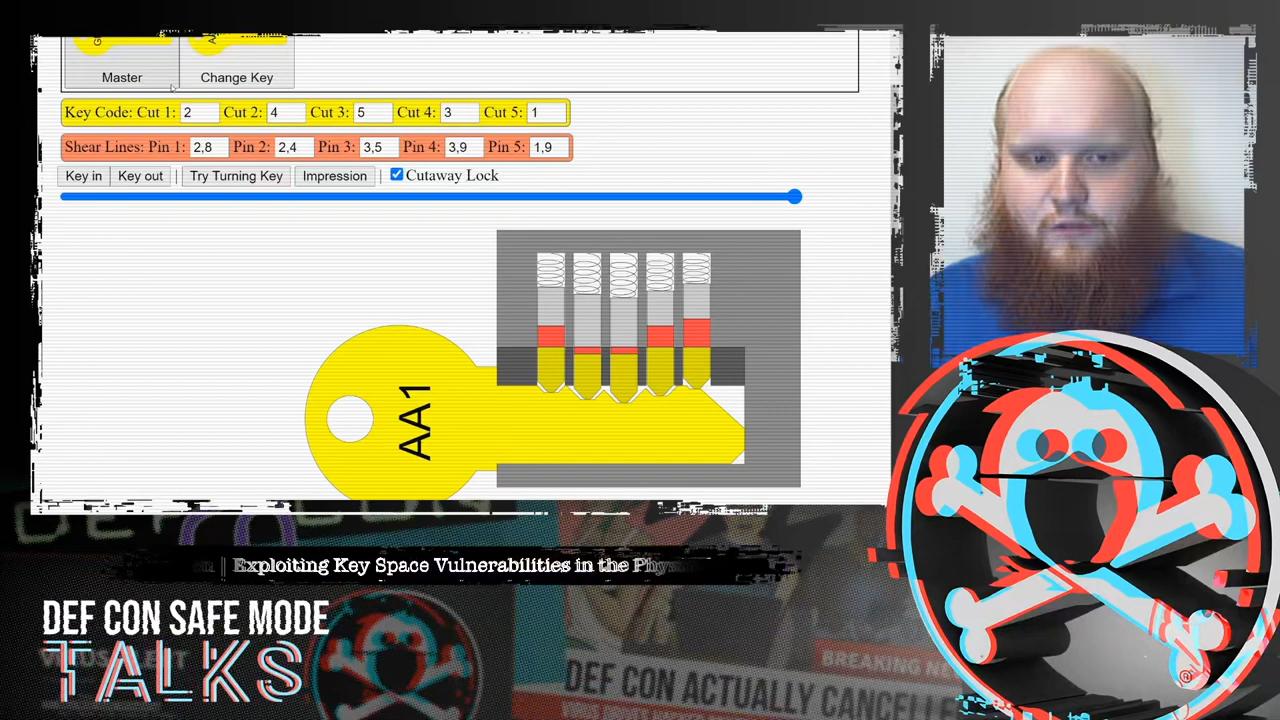 Master Change Key
Key Code: Cut 1: 2 Cut 2: 4 Cut 3: 5 Cut 4: 3 Cut 5: 1
Shear Lines: Pin 1: 2,8 Pin 2: 2,4 Pin 3: 3,5 Pin 4: 3,9 Pin 5: 1,9
Key in Key out | Try Turning Key Impression | Cutaway Lock
AA1
DEF CON
| Exploiting Key Space Vulnerabilities in the
DEF CON SAFE MODE
TALKS
BREAKING
DEF CON ACTUALLY
®